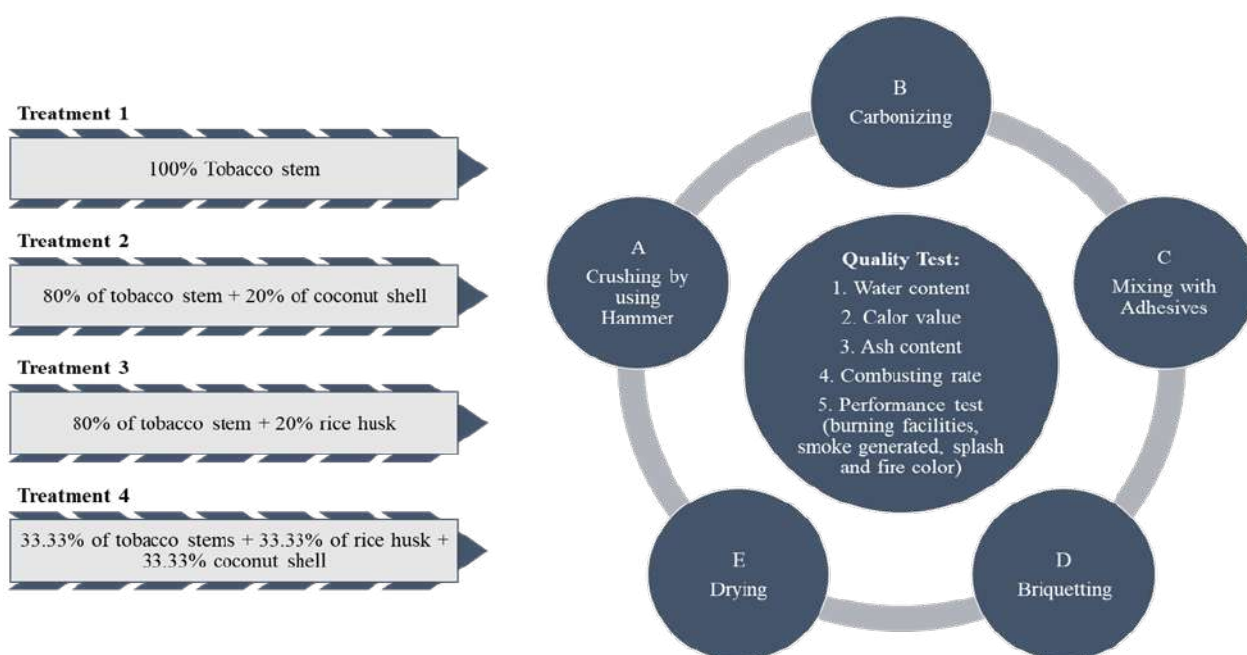 Treatment 1
100% Tobacco stem
Treatment 2
80% of tobacco stem + 20% of coconut shell
Treatment 3
80% of tobacco stem + 20% rice husk
Treatment 4
33.33% of tobacco stems + 33.33% of rice husk +
33.33% coconut shell
A
Crushing by
using
Hammer
B
Carbonizing
C
Mixing with
Adhesives
D
Briquetting
E
Drying
Quality Test:
1. Water content
2. Calor value
3. Ash content
4. Combusting rate
5. Performance test
(burning facilities,
smoke generated, splash
and fire color)